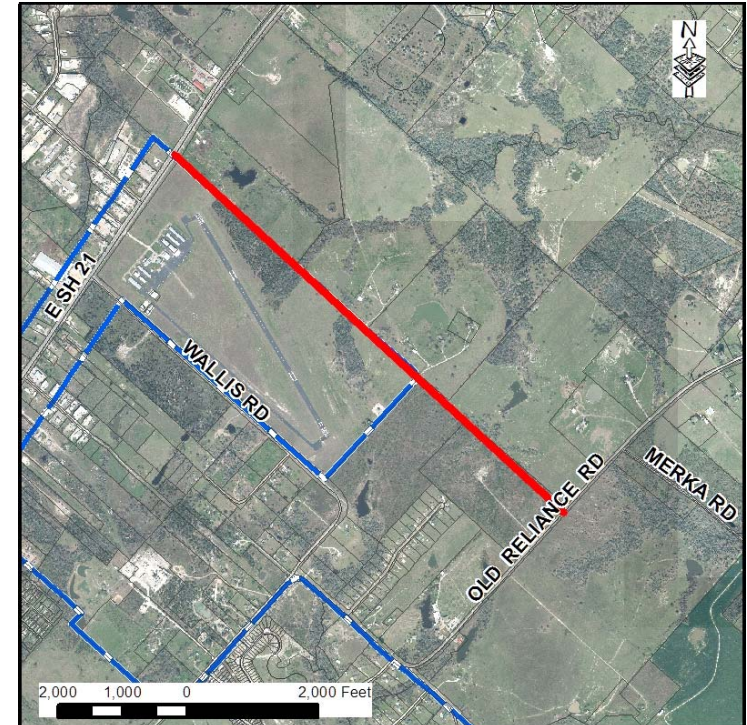 N
E SH 21
WALLIS RD
OLD RELIANCE RD
MERKA RD
2,000 1,000 0 2,000 Feet